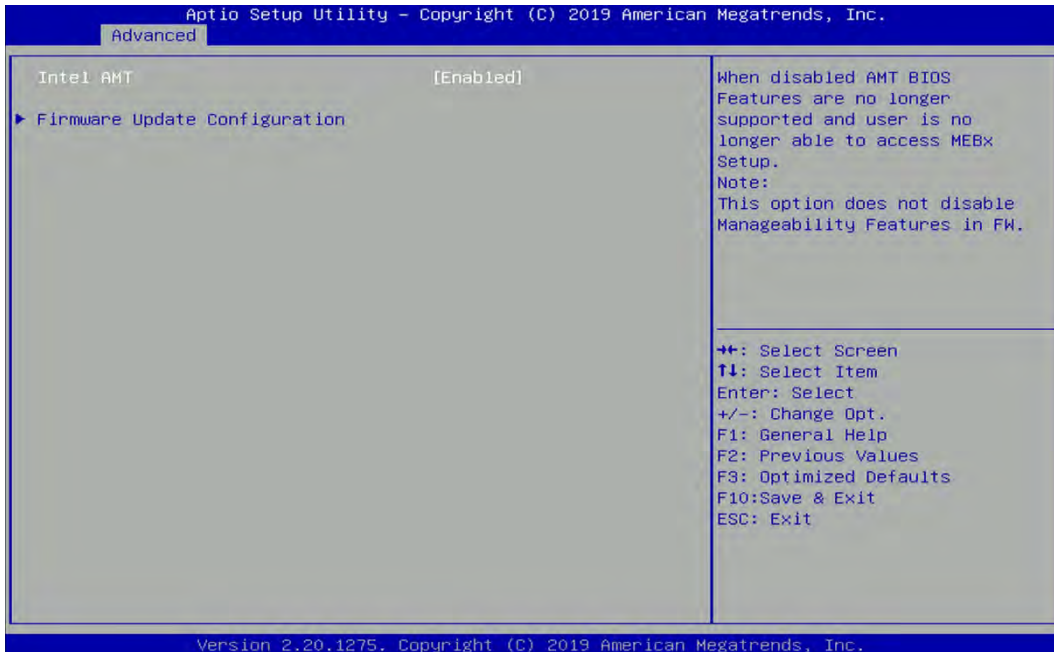 Aptio Setup Utility – Copyright (C) 2019 American Megatrends, Inc.
Advanced
Intel AMT [Enabled]
► Firmware Update Configuration
When disabled AMT BIOS
Features are no longer
supported and user is no
longer able to access MEBx
Setup.
Note:
This option does not disable
Manageability Features in FW.
→←: Select Screen
↑↓: Select Item
Enter: Select
+/-: Change Opt.
F1: General Help
F2: Previous Values
F3: Optimized Defaults
F10:Save & Exit
ESC: Exit
Version 2.20.1275. Copyright (C) 2019 American Megatrends, Inc.